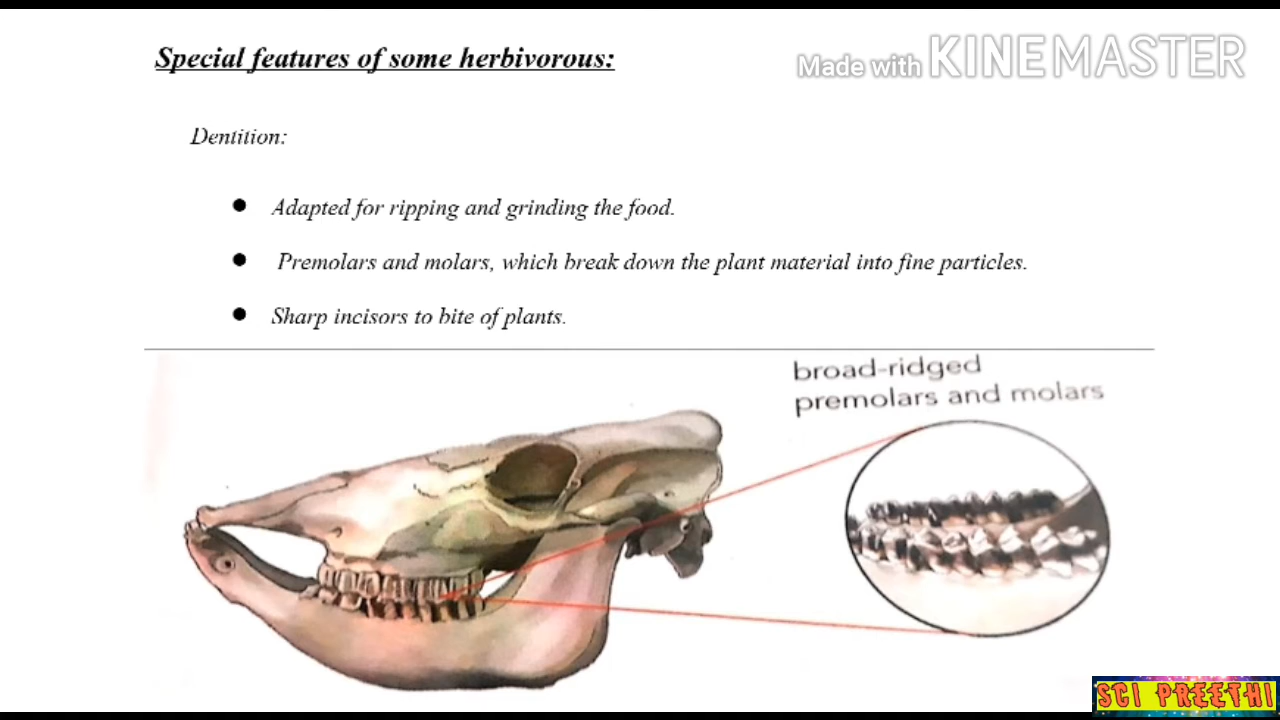 Special features of some herbivorous:
Made with KINEMASTER
Dentition:
● Adapted for ripping and grinding the food.
● Premolars and molars, which break down the plant material into fine particles.
● Sharp incisors to bite of plants.
broad-ridged
premolars and molars
SCI PREETHI